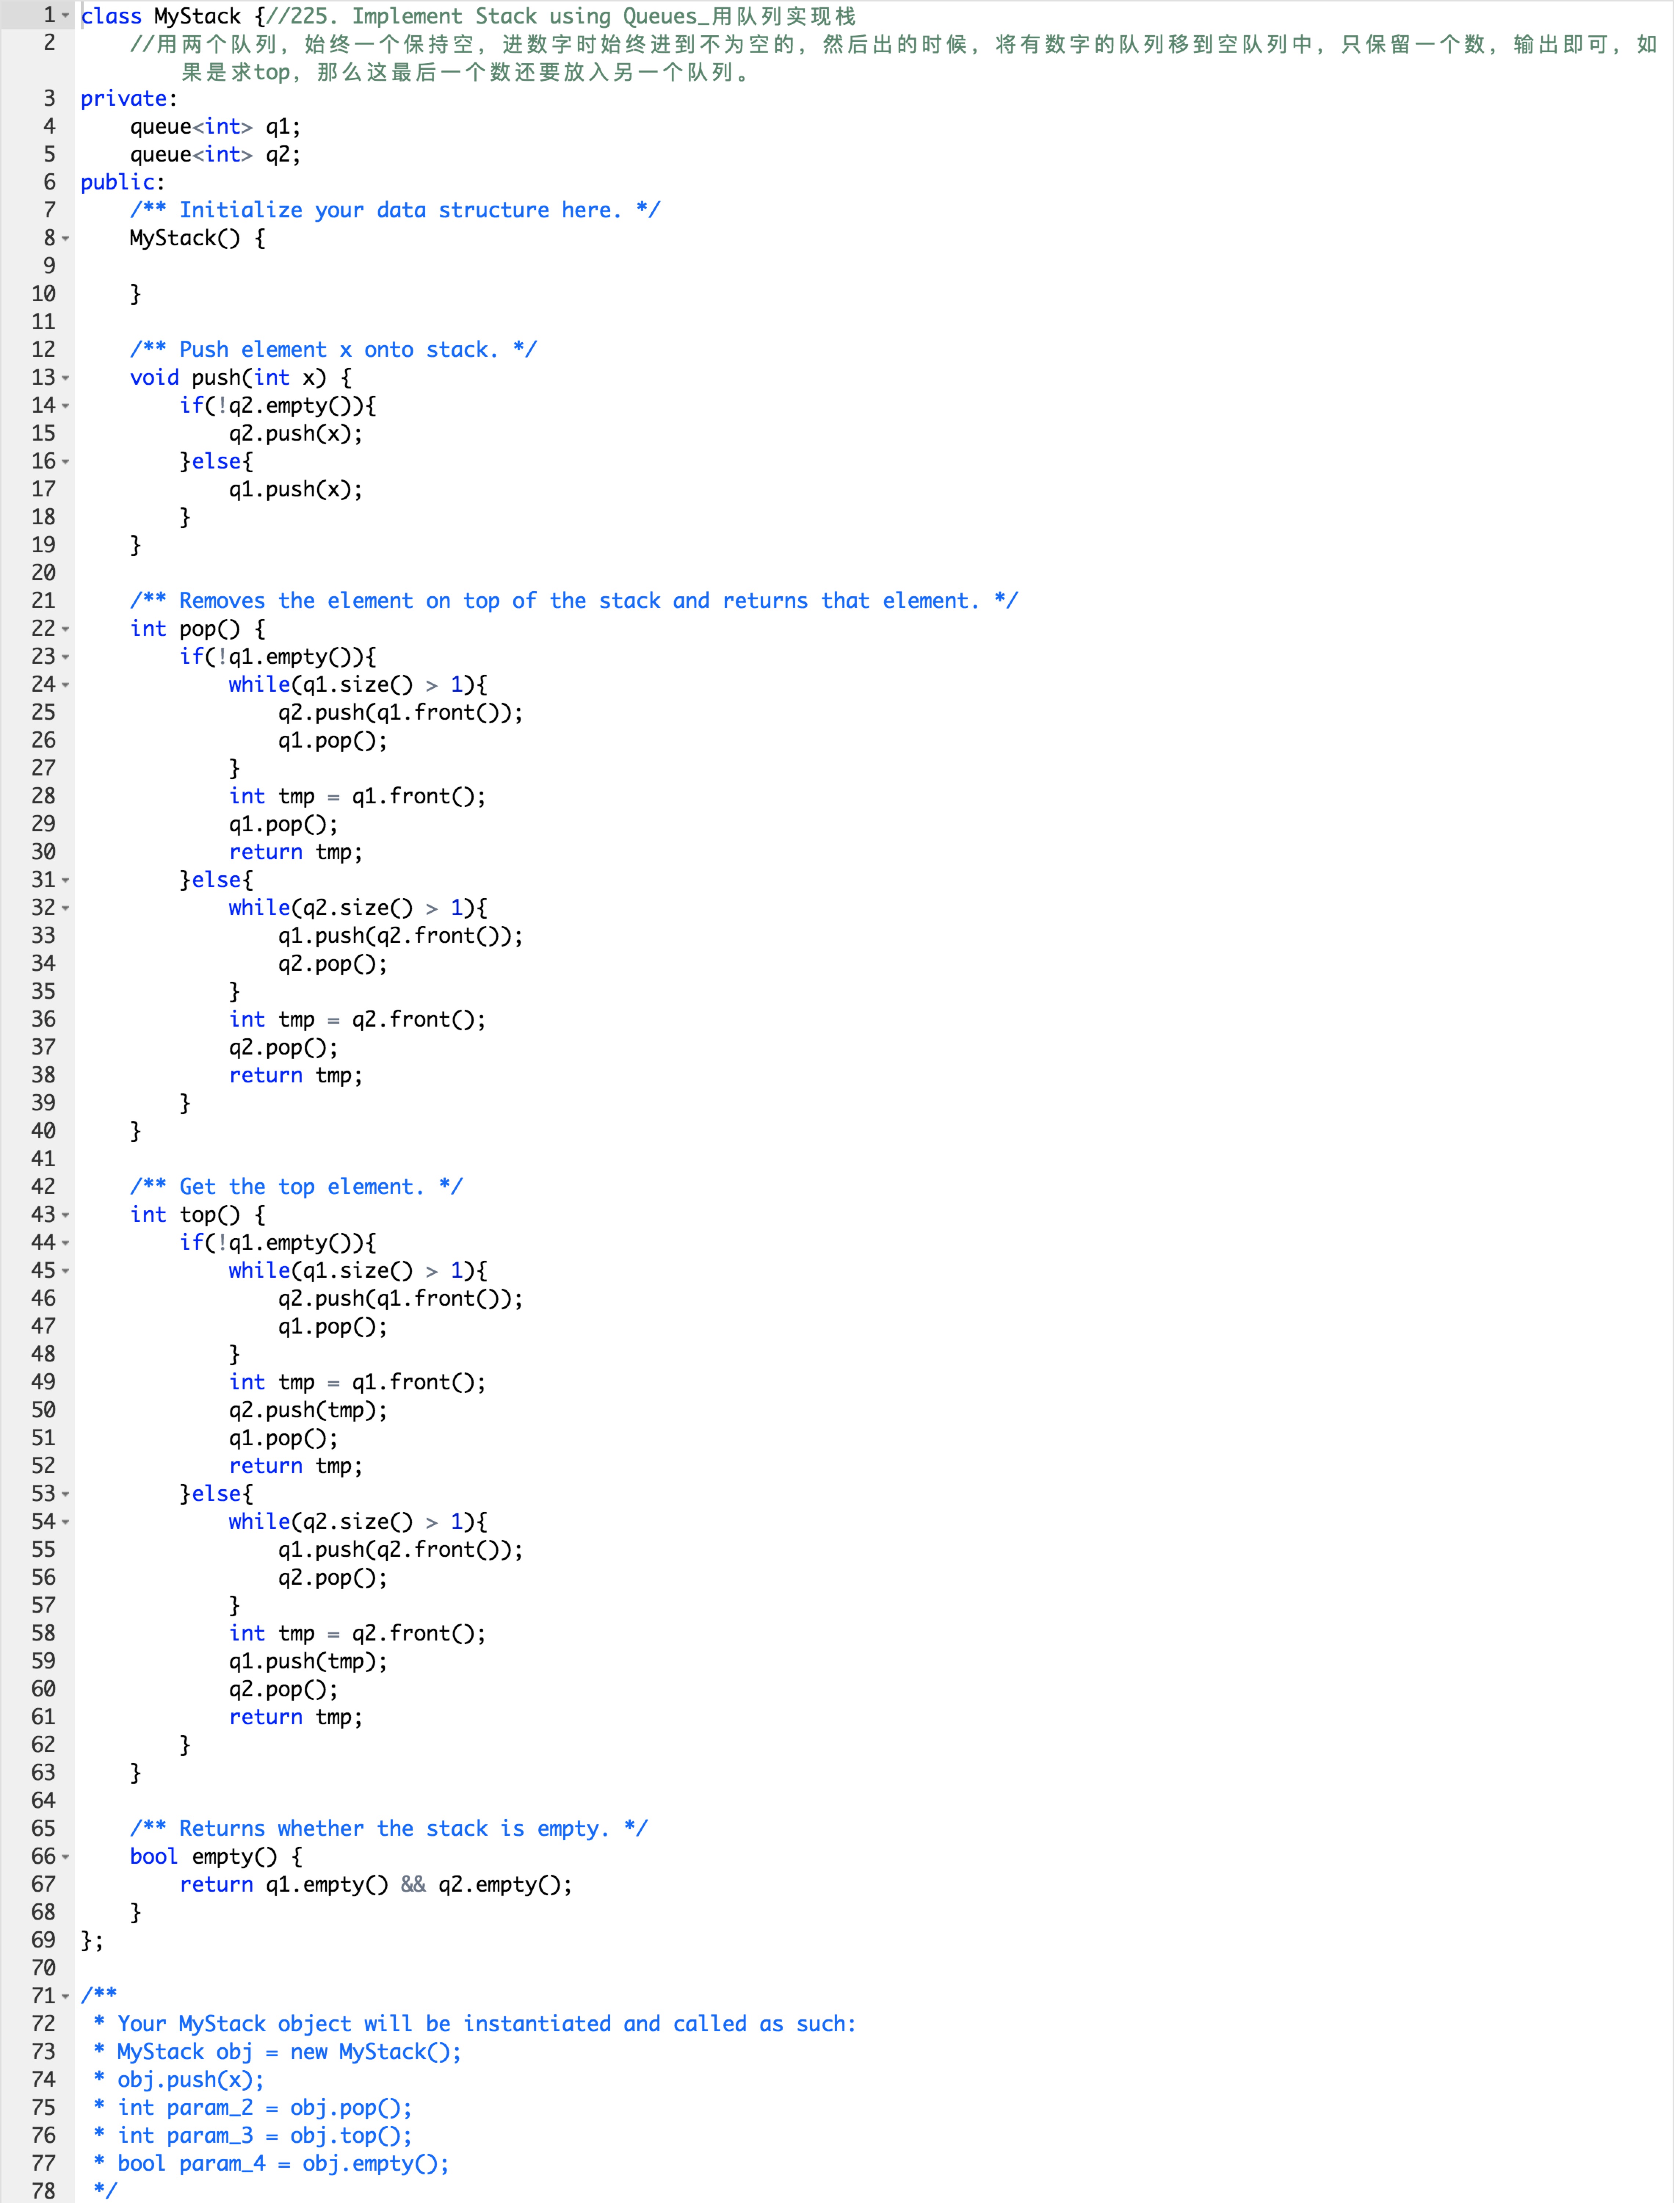 1 class MyStack {//225. Implement Stack using Queues_用队列实现栈
2     //用两个队列, 始终一个保持空, 进数字时始终进到不为空的, 然后出的时候, 将有数字的队列移到空队列中, 只保留一个数, 输出即可, 如
果是求top, 那么这最后一个数还要放入另一个队列。
3 private:
4     queue<int> q1;
5     queue<int> q2;
6 public:
7     /** Initialize your data structure here. */
8     MyStack() {
9
10     }
11
12     /** Push element x onto stack. */
13     void push(int x) {
14         if(!q2.empty()){
15             q2.push(x);
16         }else{
17             q1.push(x);
18         }
19     }
20
21     /** Removes the element on top of the stack and returns that element. */
22     int pop() {
23         if(!q1.empty()){
24             while(q1.size() > 1){
25                 q2.push(q1.front());
26                 q1.pop();
27             }
28             int tmp = q1.front();
29             q1.pop();
30             return tmp;
31         }else{
32             while(q2.size() > 1){
33                 q1.push(q2.front());
34                 q2.pop();
35             }
36             int tmp = q2.front();
37             q2.pop();
38             return tmp;
39         }
40     }
41
42     /** Get the top element. */
43     int top() {
44         if(!q1.empty()){
45             while(q1.size() > 1){
46                 q2.push(q1.front());
47                 q1.pop();
48             }
49             int tmp = q1.front();
50             q2.push(tmp);
51             q1.pop();
52             return tmp;
53         }else{
54             while(q2.size() > 1){
55                 q1.push(q2.front());
56                 q2.pop();
57             }
58             int tmp = q2.front();
59             q1.push(tmp);
60             q2.pop();
61             return tmp;
62         }
63     }
64
65     /** Returns whether the stack is empty. */
66     bool empty() {
67         return q1.empty() && q2.empty();
68     }
69 };
70
71 /**
72  * Your MyStack object will be instantiated and called as such:
73  * MyStack obj = new MyStack();
74  * obj.push(x);
75  * int param_2 = obj.pop();
76  * int param_3 = obj.top();
77  * bool param_4 = obj.empty();
78  */